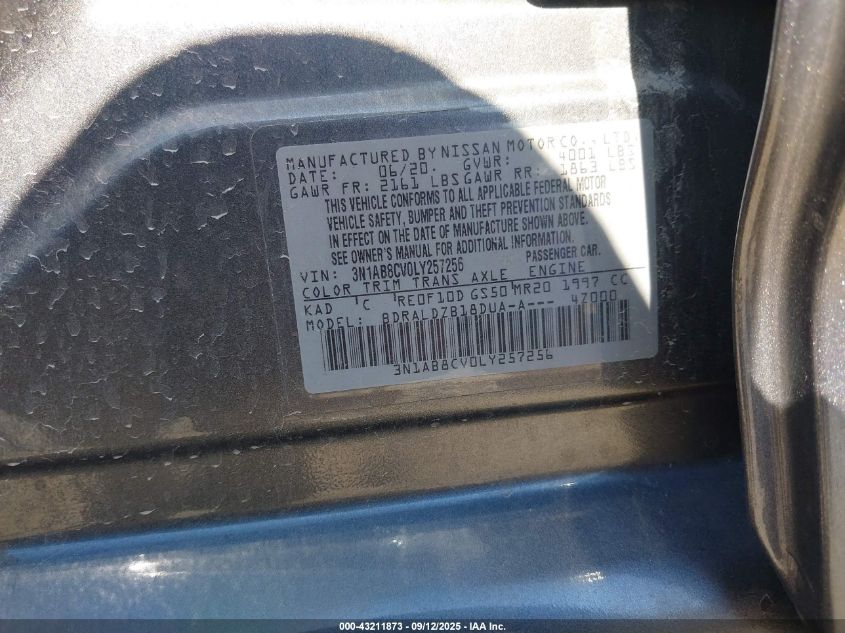 MANUFACTURED BY NISSAN MOTOR CO., LTD.
DATE: 06/20. GVWR: 4001 LBS
GAWR FR: 2161 LBS GAWR RR: 1863 LBS
THIS VEHICLE CONFORMS TO ALL APPLICABLE FEDERAL MOTOR
VEHICLE SAFETY, BUMPER AND THEFT PREVENTION STANDARDS
IN EFFECT ON THE DATE OF MANUFACTURE SHOWN ABOVE.
SEE OWNER'S MANUAL FOR ADDITIONAL INFORMATION.
VIN: 3N1AB8CV0LY257256 PASSENGER CAR.
COLOR TRIM TRANS AXLE ENGINE
KAD 'C 'RE0F10D GS50 MR20 1997 CC
MODEL: BDRALDZB18DUA-A--- 4Z000
3N1AB8CV0LY257256
000-43211873 - 09/12/2025 - IAA Inc.